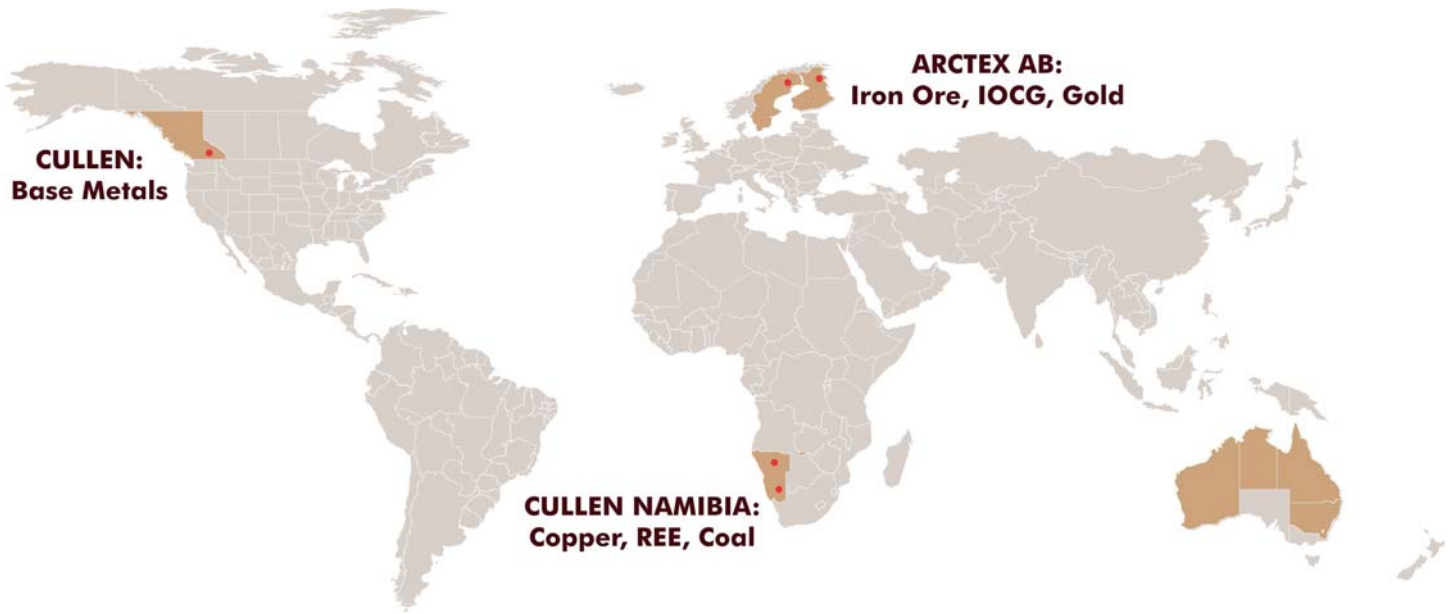 ARCTEX AB:
Iron Ore, IOCG, Gold
CULLEN:
Base Metals
CULLEN NAMIBIA:
Copper, REE, Coal